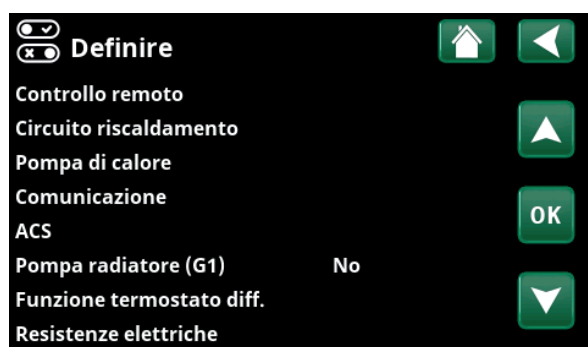 Definire
Controllo remoto
Circuito riscaldamento
Pompa di calore
Comunicazione
ACS
Pompa radiatore (G1) No
Funzione termostato diff.
Resistenze elettriche
OK